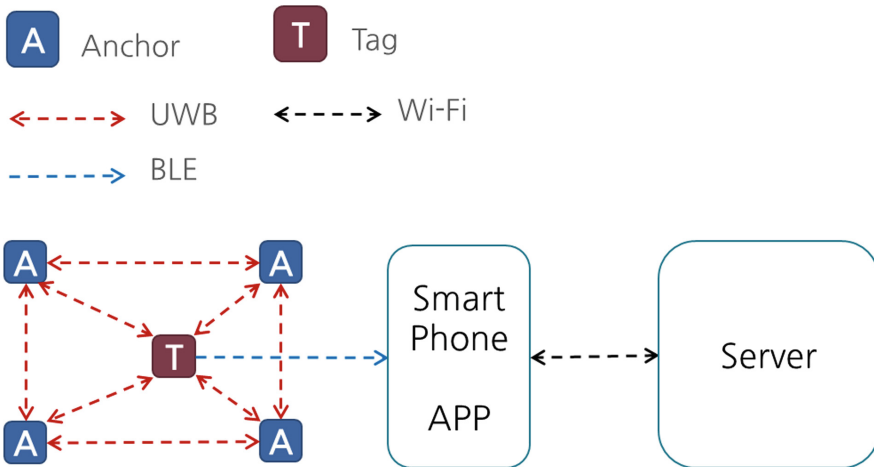 A Anchor T Tag
UWB Wi-Fi
BLE
A A
Smart
Phone
T Server
APP
A A